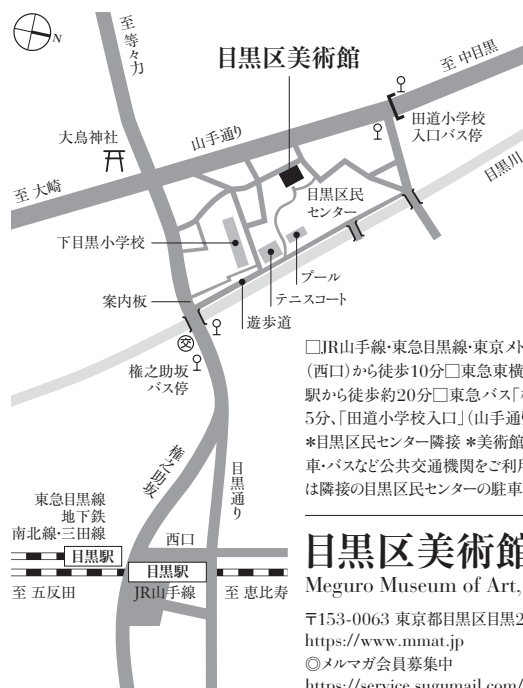 N
至 等々力
目黒区美術館
至 中目黒
田道小学校
入口バス停
大鳥神社
山手通り
目黒川
至 大崎
目黒区民
センター
下目黒小学校
プール
テニスコート
案内板
遊歩道
交
権之助坂
バス停
権之助坂
目黒通り
東急目黒線
地下鉄
南北線・三田線
西口
目黒駅
目黒駅
至 五反田
JR山手線
至 恵比寿
□JR山手線・東急目黒線・東京メト
（西口）から徒歩10分□東急東横
駅から徒歩約20分□東急バス「
5分、「田道小学校入口」（山手通
＊目黒区民センター隣接 ＊美術館
車・バスなど公共交通機関をご利用
は隣接の目黒区民センターの駐車
目黒区美術館
Meguro Museum of Art,
〒153-0063 東京都目黒区目黒2
https://www.mmat.jp
◎メルマガ会員募集中
https://service.sugumail.com/